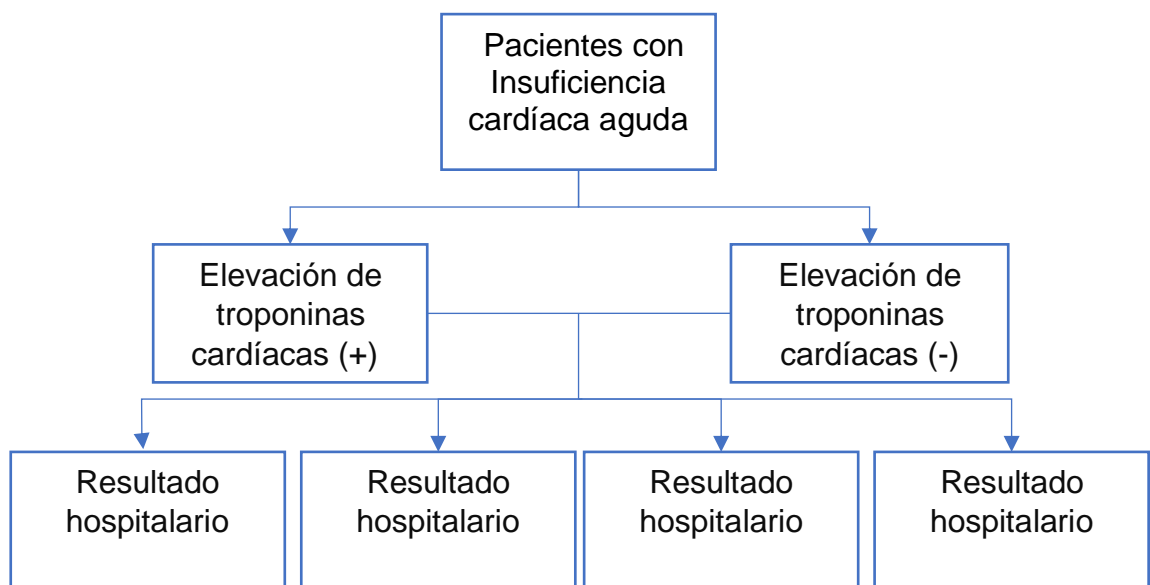 Pacientes con
Insuficiencia
cardíaca aguda
Elevación de
troponinas
cardíacas (+)
Elevación de
troponinas
cardíacas (-)
Resultado
hospitalario
Resultado
hospitalario
Resultado
hospitalario
Resultado
hospitalario